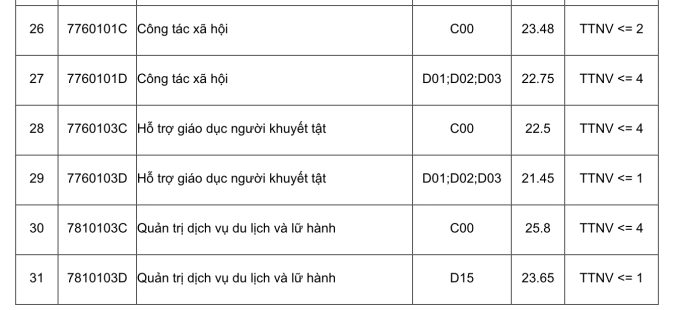 26 7760101C Công tác xã hội C00 23.48 TTNV <= 2
27 7760101D Công tác xã hội D01;D02;D03 22.75 TTNV <= 4
28 7760103C Hỗ trợ giáo dục người khuyết tật C00 22.5 TTNV <= 4
29 7760103D Hỗ trợ giáo dục người khuyết tật D01;D02;D03 21.45 TTNV <= 1
30 7810103C Quản trị dịch vụ du lịch và lữ hành C00 25.8 TTNV <= 4
31 7810103D Quản trị dịch vụ du lịch và lữ hành D15 23.65 TTNV <= 1